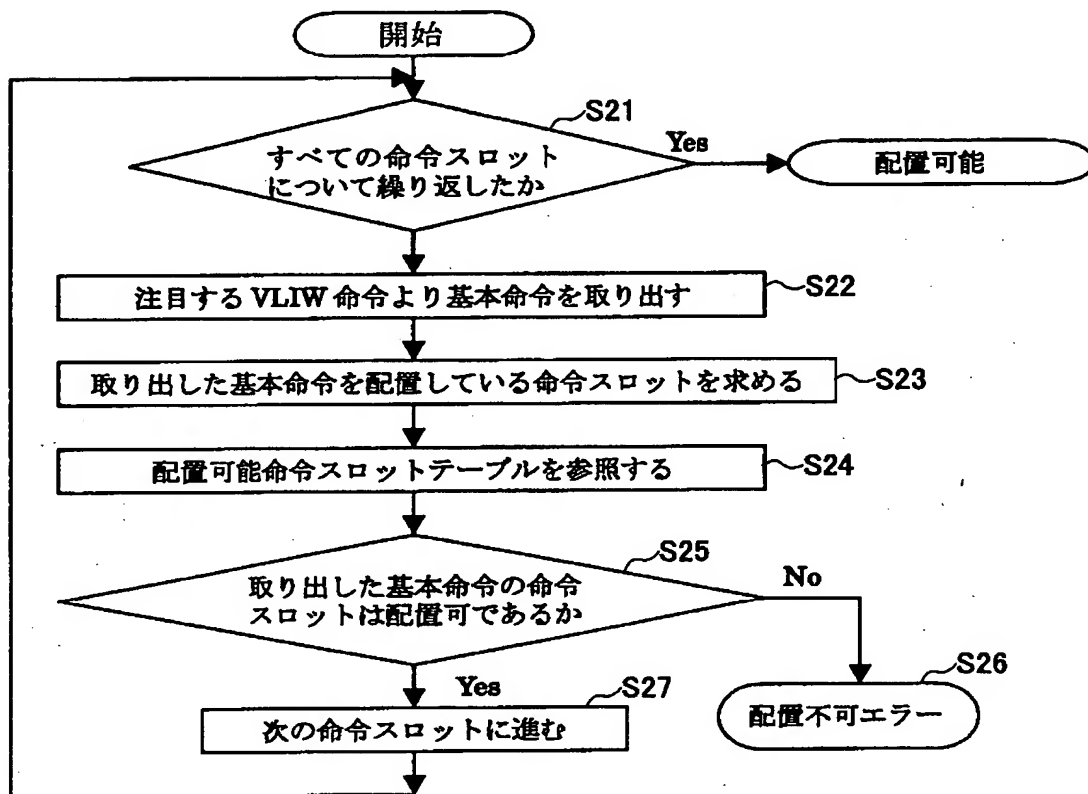 開始
S21
すべての命令スロット
について繰り返したか
Yes
配置可能
注目するVLIW命令より基本命令を取り出す
S22
取り出した基本命令を配置している命令スロットを求める
S23
配置可能命令スロットテーブルを参照する
S24
S25
取り出した基本命令の命令
スロットは配置可であるか
No
S26
配置不可エラー
Yes
S27
次の命令スロットに進む